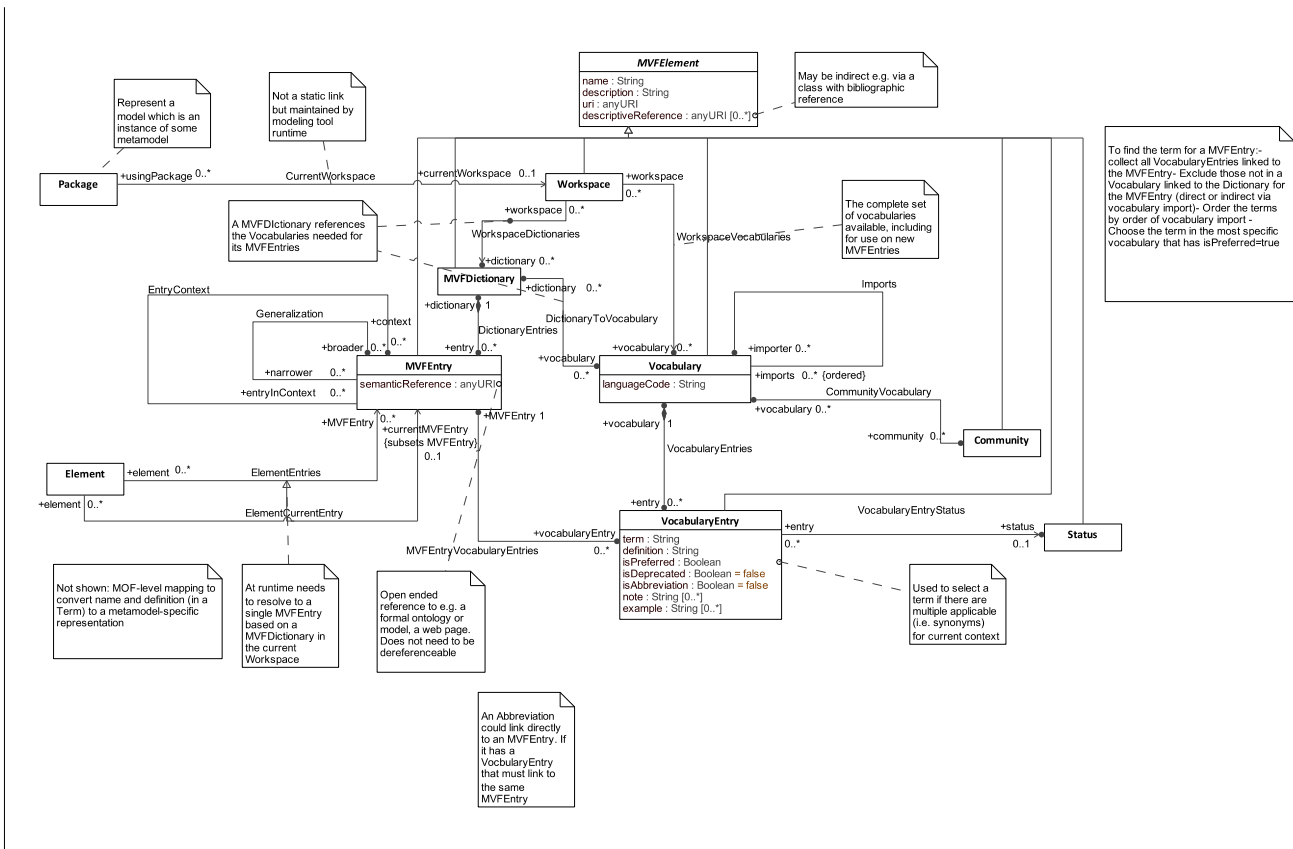 MVFElement
name : String
description : String
uri : anyURI
descriptiveReference : anyURI [0..*]
May be indirect e.g. via a
class with bibliographic
reference
Represent a
model which is an
instance of some
metamodel
Not a static link
but maintained by
modeling tool
runtime
To find the term for a MVFEntry:-
collect all VocabularyEntries linked to
the MVFEntry- Exclude those not in a
Vocabulary linked to the Dictionary for
the MVFEntry (direct or indirect via
vocabulary import)- Order the terms
by order of vocabulary import -
Choose the term in the most specific
vocabulary that has isPreferred=true
Package
+usingPackage 0..*
CurrentWorkspace
+currentWorkspace 0..1
Workspace
+workspace
0..*
+workspace 0..*
A MVFDIctionary references
the Vocabularies needed for
its MVFEntries
The complete set
of vocabularies
available, including
for use on new
MVFEntries
WorkspaceDictionaries
WorkspaceVocabularies
+dictionary 0..*
MVFDictionary
+dictionary 0..*
+dictionary 1
EntryContext
Generalization
+context
0..*
+broader 0..*
DictionaryEntries
DictionaryToVocabulary
Imports
+entry 0..*
+vocabulary 0..*
+importer 0..*
+vocabulary
0..*
MVFEntry
semanticReference : anyURI
Vocabulary
languageCode : String
+imports 0..* {ordered}
+narrower 0..*
+entryInContext 0..*
CommunityVocabulary
+vocabulary 0..*
+MVFEntry 0..*
+currentMVFEntry
{subsets MVFEntry}
0..1
+MVFEntry 1
+vocabulary 1
+community 0..*
Community
VocabularyEntries
Element
+element 0..*
ElementEntries
+element 0..*
ElementCurrentEntry
+entry 0..*
VocabularyEntryStatus
VocabularyEntry
term : String
definition : String
isPreferred : Boolean
isDeprecated : Boolean = false
isAbbreviation : Boolean = false
note : String [0..*]
example : String [0..*]
+entry
0..*
+status
0..1
Status
+vocabularyEntry
0..*
MVFEntryVocabularyEntries
Not shown: MOF-level mapping to
convert name and definition (in a
Term) to a metamodel-specific
representation
At runtime needs
to resolve to a
single MVFEntry
based on a
MVFDictionary in
the current
Workspace
Open ended
reference to e.g. a
formal ontology or
model, a web page.
Does not need to be
dereferenceable
Used to select a
term if there are
multiple applicable
(i.e. synonyms)
for current context
An Abbreviation
could link directly
to an MVFEntry. If
it has a
VocbularyEntry
that must link to
the same
MVFEntry